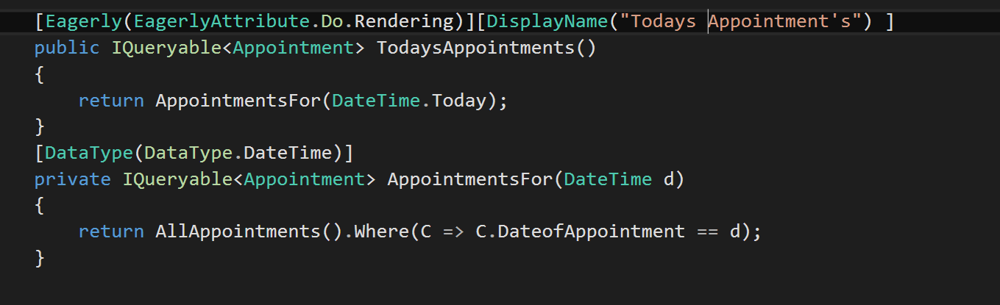 [Eagerly(EagerlyAttribute.Do.Rendering)][DisplayName("Todays Appointment's") ]
public IQueryable<Appointment> TodaysAppointments()
{
    return AppointmentsFor(DateTime.Today);
}
[DataType(DataType.DateTime)]
private IQueryable<Appointment> AppointmentsFor(DateTime d)
{
    return AllAppointments().Where(C => C.DateofAppointment == d);
}